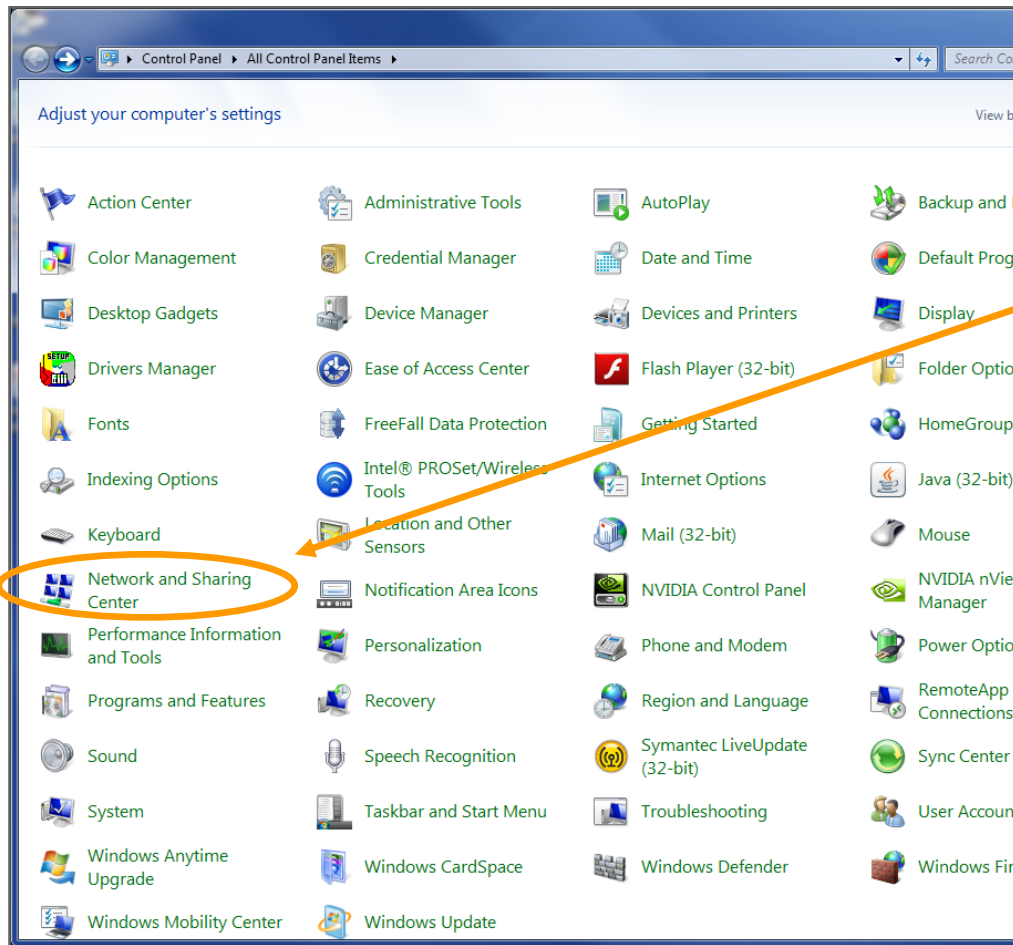 Control Panel All Control Panel Items Search Co
Adjust your computer's settings
View b
Action Center Administrative Tools AutoPlay Backup and
Color Management Credential Manager Date and Time Default Prog
Desktop Gadgets Device Manager Devices and Printers Display
SETUP
Drivers Manager Ease of Access Center Flash Player (32-bit) Folder Optio
Fonts FreeFall Data Protection Getting Started HomeGroup
Indexing Options Intel® PROSet/Wireless Internet Options Java (32-bit)
Tools
Keyboard Location and Other Mail (32-bit) Mouse
Sensors
Network and Sharing Notification Area Icons NVIDIA Control Panel NVIDIA nVie
Center Manager
Performance Information Personalization Phone and Modem Power Optio
and Tools
Programs and Features Recovery Region and Language RemoteApp
Connections
Sound Speech Recognition Symantec LiveUpdate Sync Center
(32-bit)
System Taskbar and Start Menu Troubleshooting User Accoun
Windows Anytime Windows CardSpace Windows Defender Windows Fir
Upgrade
Windows Mobility Center Windows Update